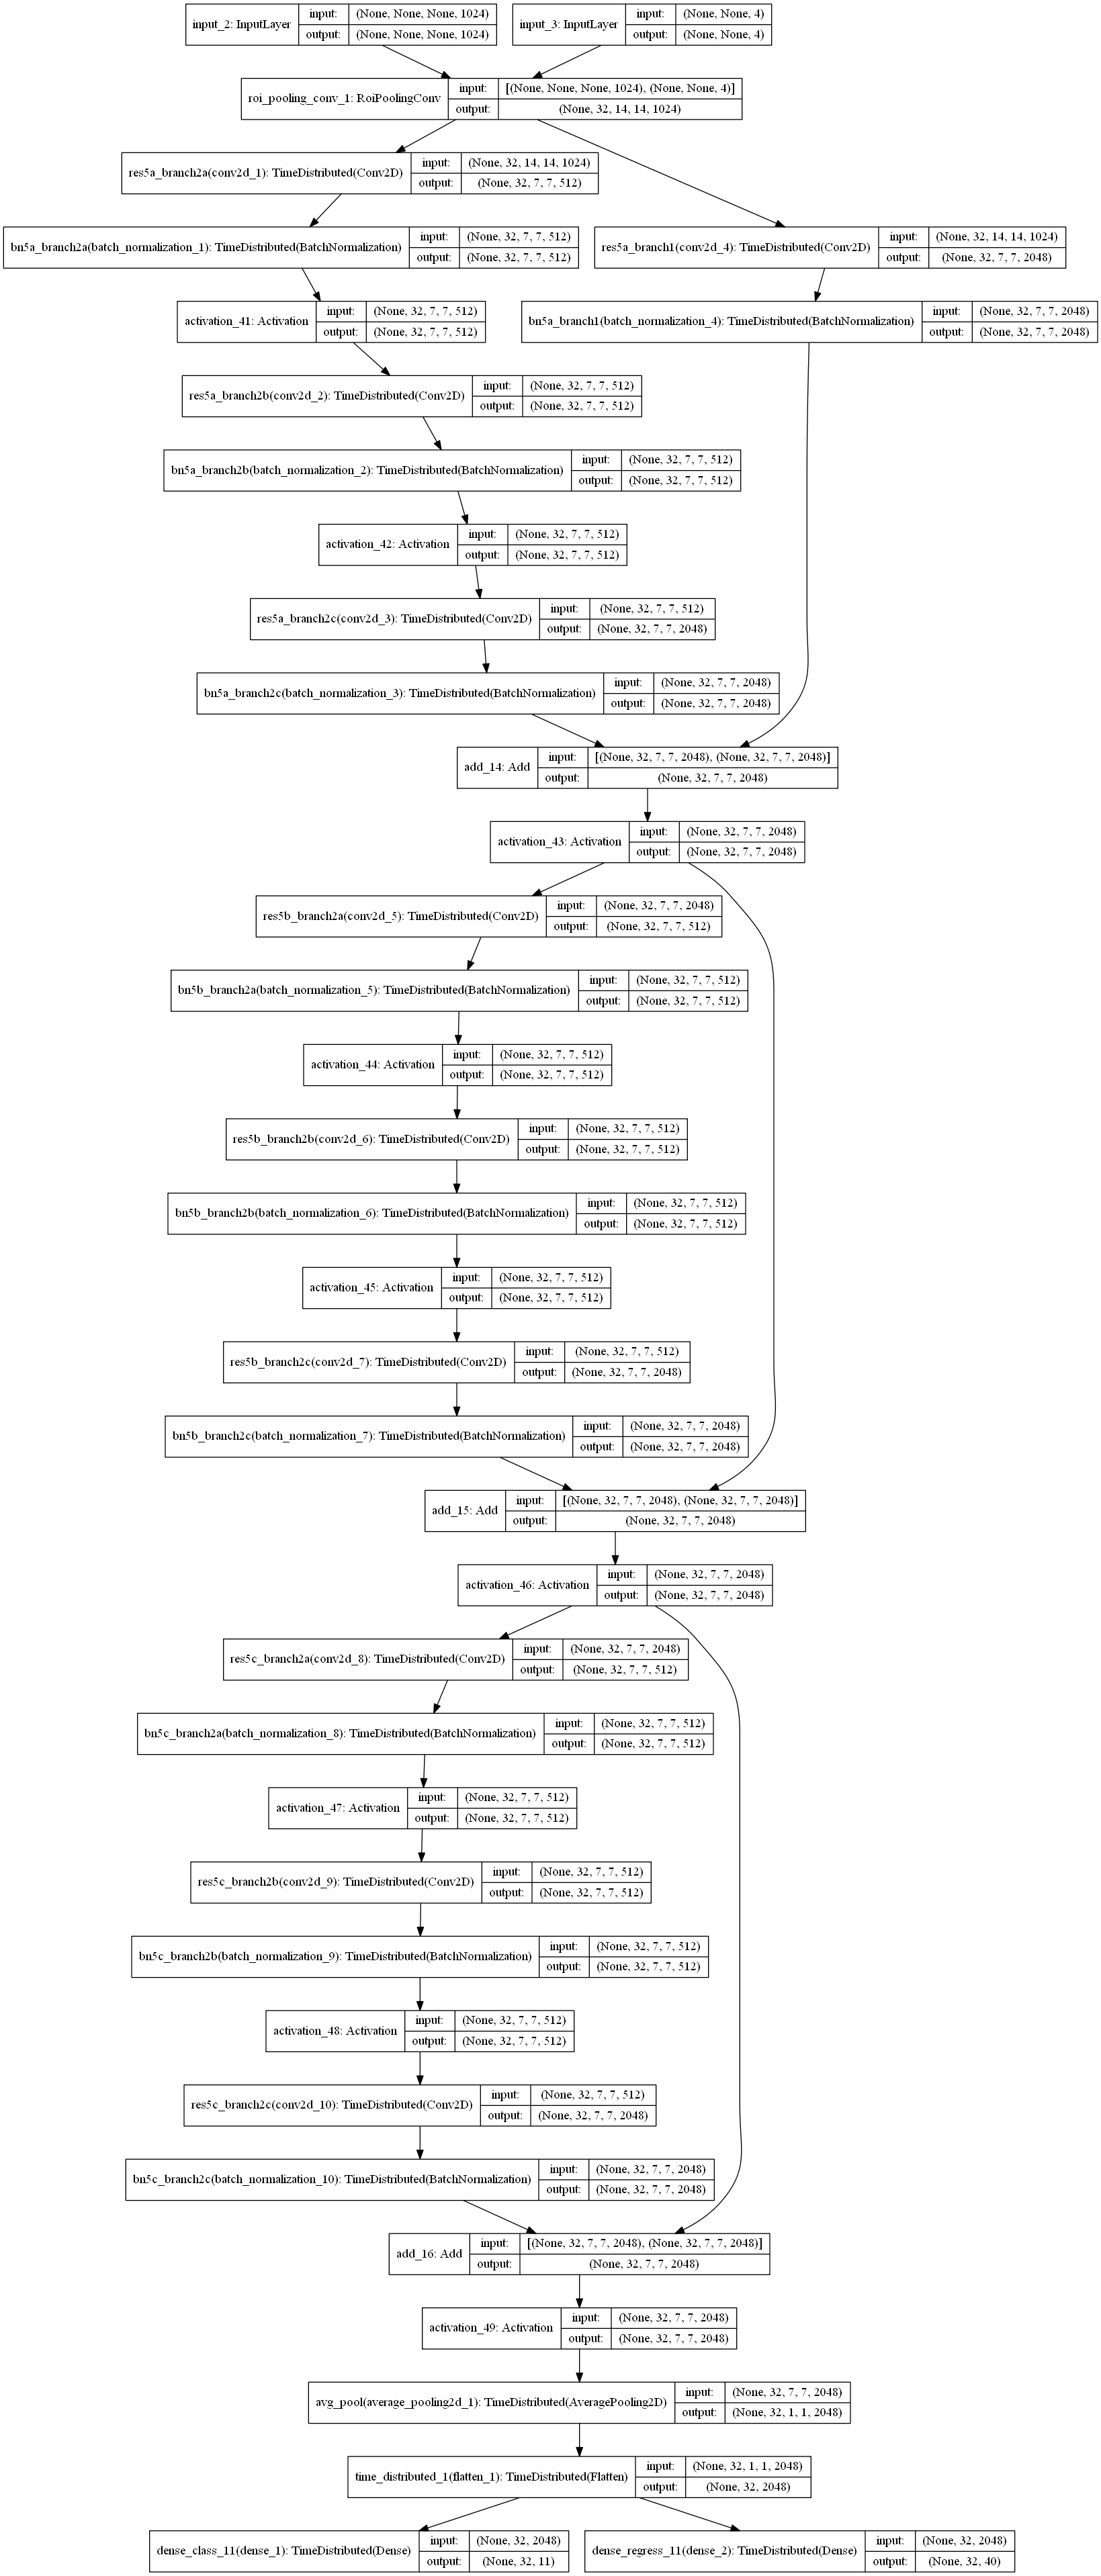 input_2: InputLayer input: (None, None, None, 1024) output: (None, None, None, 1024)
input_3: InputLayer input: (None, None, 4) output: (None, None, 4)
roi_pooling_conv_1: RoiPoolingConv input: [(None, None, None, 1024), (None, None, 4)] output: (None, 32, 14, 14, 1024)
res5a_branch2a(conv2d_1): TimeDistributed(Conv2D) input: (None, 32, 14, 14, 1024) output: (None, 32, 7, 7, 512)
bn5a_branch2a(batch_normalization_1): TimeDistributed(BatchNormalization) input: (None, 32, 7, 7, 512) output: (None, 32, 7, 7, 512)
res5a_branch1(conv2d_4): TimeDistributed(Conv2D) input: (None, 32, 14, 14, 1024) output: (None, 32, 7, 7, 2048)
activation_41: Activation input: (None, 32, 7, 7, 512) output: (None, 32, 7, 7, 512)
bn5a_branch1(batch_normalization_4): TimeDistributed(BatchNormalization) input: (None, 32, 7, 7, 2048) output: (None, 32, 7, 7, 2048)
res5a_branch2b(conv2d_2): TimeDistributed(Conv2D) input: (None, 32, 7, 7, 512) output: (None, 32, 7, 7, 512)
bn5a_branch2b(batch_normalization_2): TimeDistributed(BatchNormalization) input: (None, 32, 7, 7, 512) output: (None, 32, 7, 7, 512)
activation_42: Activation input: (None, 32, 7, 7, 512) output: (None, 32, 7, 7, 512)
res5a_branch2c(conv2d_3): TimeDistributed(Conv2D) input: (None, 32, 7, 7, 512) output: (None, 32, 7, 7, 2048)
bn5a_branch2c(batch_normalization_3): TimeDistributed(BatchNormalization) input: (None, 32, 7, 7, 2048) output: (None, 32, 7, 7, 2048)
add_14: Add input: [(None, 32, 7, 7, 2048), (None, 32, 7, 7, 2048)] output: (None, 32, 7, 7, 2048)
activation_43: Activation input: (None, 32, 7, 7, 2048) output: (None, 32, 7, 7, 2048)
res5b_branch2a(conv2d_5): TimeDistributed(Conv2D) input: (None, 32, 7, 7, 2048) output: (None, 32, 7, 7, 512)
bn5b_branch2a(batch_normalization_5): TimeDistributed(BatchNormalization) input: (None, 32, 7, 7, 512) output: (None, 32, 7, 7, 512)
activation_44: Activation input: (None, 32, 7, 7, 512) output: (None, 32, 7, 7, 512)
res5b_branch2b(conv2d_6): TimeDistributed(Conv2D) input: (None, 32, 7, 7, 512) output: (None, 32, 7, 7, 512)
bn5b_branch2b(batch_normalization_6): TimeDistributed(BatchNormalization) input: (None, 32, 7, 7, 512) output: (None, 32, 7, 7, 512)
activation_45: Activation input: (None, 32, 7, 7, 512) output: (None, 32, 7, 7, 512)
res5b_branch2c(conv2d_7): TimeDistributed(Conv2D) input: (None, 32, 7, 7, 512) output: (None, 32, 7, 7, 2048)
bn5b_branch2c(batch_normalization_7): TimeDistributed(BatchNormalization) input: (None, 32, 7, 7, 2048) output: (None, 32, 7, 7, 2048)
add_15: Add input: [(None, 32, 7, 7, 2048), (None, 32, 7, 7, 2048)] output: (None, 32, 7, 7, 2048)
activation_46: Activation input: (None, 32, 7, 7, 2048) output: (None, 32, 7, 7, 2048)
res5c_branch2a(conv2d_8): TimeDistributed(Conv2D) input: (None, 32, 7, 7, 2048) output: (None, 32, 7, 7, 512)
bn5c_branch2a(batch_normalization_8): TimeDistributed(BatchNormalization) input: (None, 32, 7, 7, 512) output: (None, 32, 7, 7, 512)
activation_47: Activation input: (None, 32, 7, 7, 512) output: (None, 32, 7, 7, 512)
res5c_branch2b(conv2d_9): TimeDistributed(Conv2D) input: (None, 32, 7, 7, 512) output: (None, 32, 7, 7, 512)
bn5c_branch2b(batch_normalization_9): TimeDistributed(BatchNormalization) input: (None, 32, 7, 7, 512) output: (None, 32, 7, 7, 512)
activation_48: Activation input: (None, 32, 7, 7, 512) output: (None, 32, 7, 7, 512)
res5c_branch2c(conv2d_10): TimeDistributed(Conv2D) input: (None, 32, 7, 7, 512) output: (None, 32, 7, 7, 2048)
bn5c_branch2c(batch_normalization_10): TimeDistributed(BatchNormalization) input: (None, 32, 7, 7, 2048) output: (None, 32, 7, 7, 2048)
add_16: Add input: [(None, 32, 7, 7, 2048), (None, 32, 7, 7, 2048)] output: (None, 32, 7, 7, 2048)
activation_49: Activation input: (None, 32, 7, 7, 2048) output: (None, 32, 7, 7, 2048)
avg_pool(average_pooling2d_1): TimeDistributed(AveragePooling2D) input: (None, 32, 7, 7, 2048) output: (None, 32, 1, 1, 2048)
time_distributed_1(flatten_1): TimeDistributed(Flatten) input: (None, 32, 1, 1, 2048) output: (None, 32, 2048)
dense_class_11(dense_1): TimeDistributed(Dense) input: (None, 32, 2048) output: (None, 32, 11)
dense_regress_11(dense_2): TimeDistributed(Dense) input: (None, 32, 2048) output: (None, 32, 40)